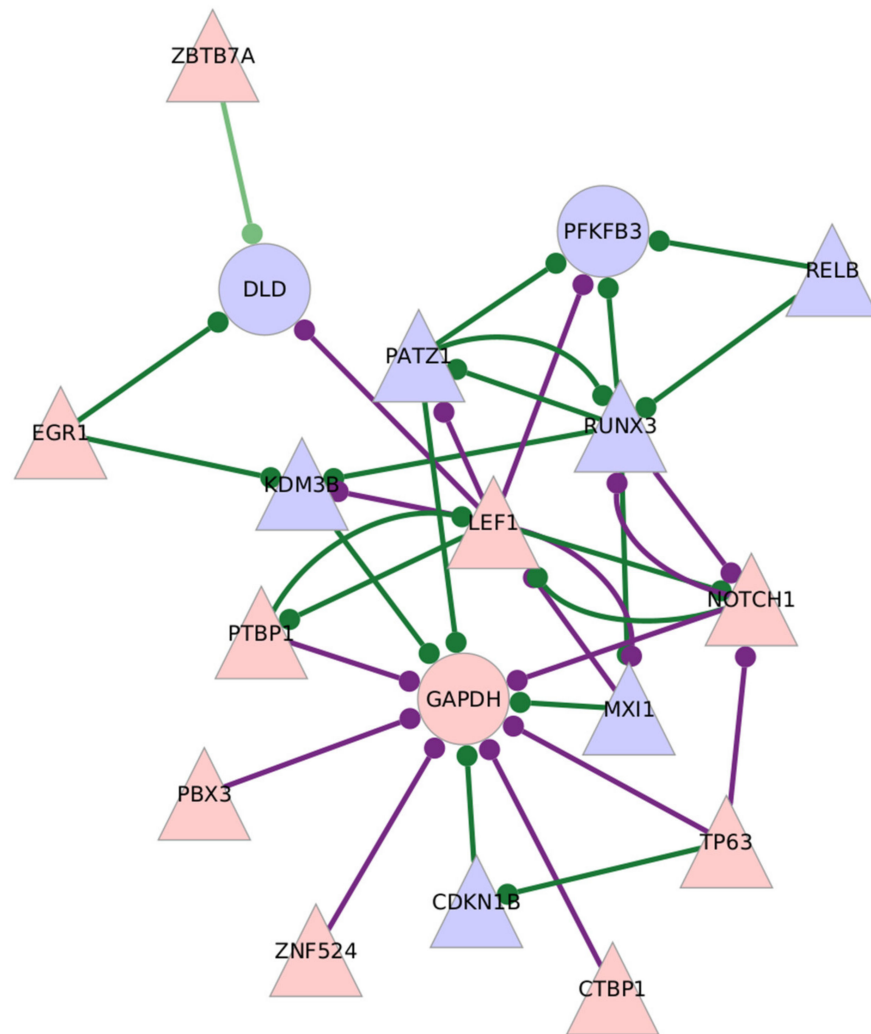 ZBTB7A
PFKFB3
RELB
DLD
PATZ1
RUNX3
EGR1
KDM3B
LEF1
NOTCH1
PTBP1
GAPDH
MXI1
PBX3
TP63
CDKN1B
ZNF524
CTBP1